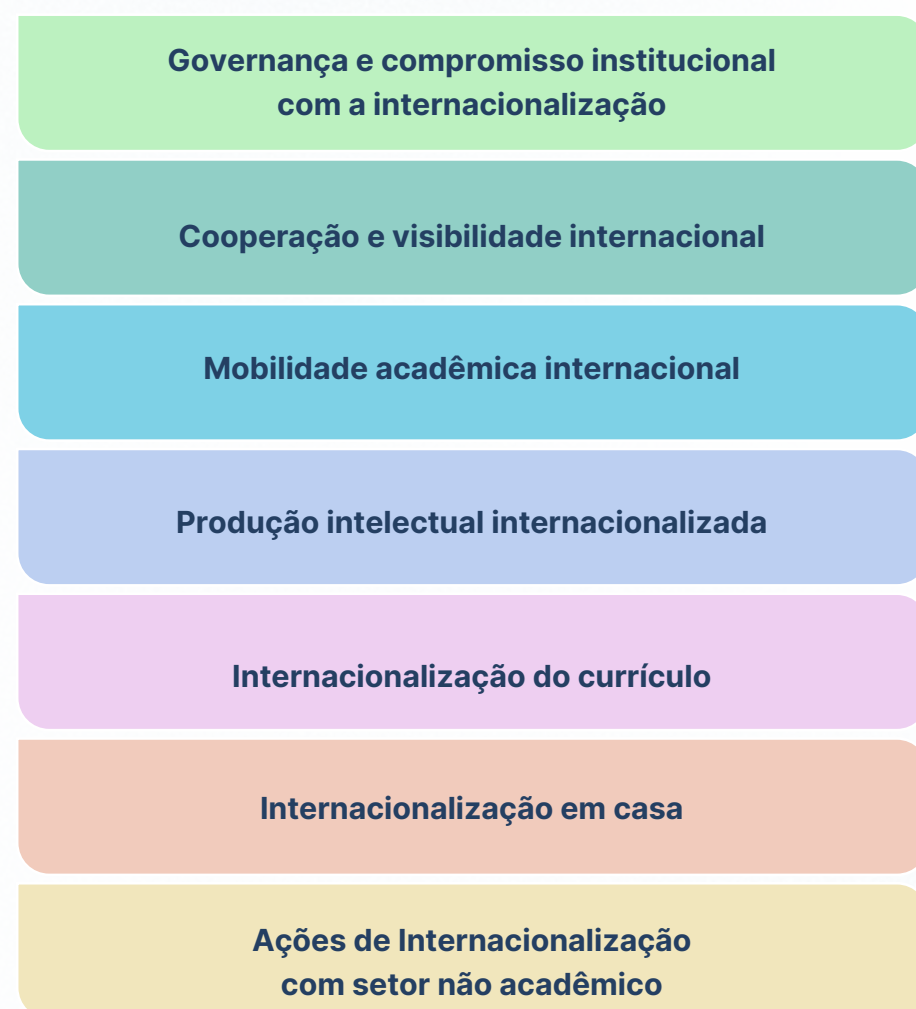 Governança e compromisso institucional
com a internacionalização
Cooperação e visibilidade internacional
Mobilidade acadêmica internacional
Produção intelectual internacionalizada
Internacionalização do currículo
Internacionalização em casa
Ações de Internacionalização
com setor não acadêmico